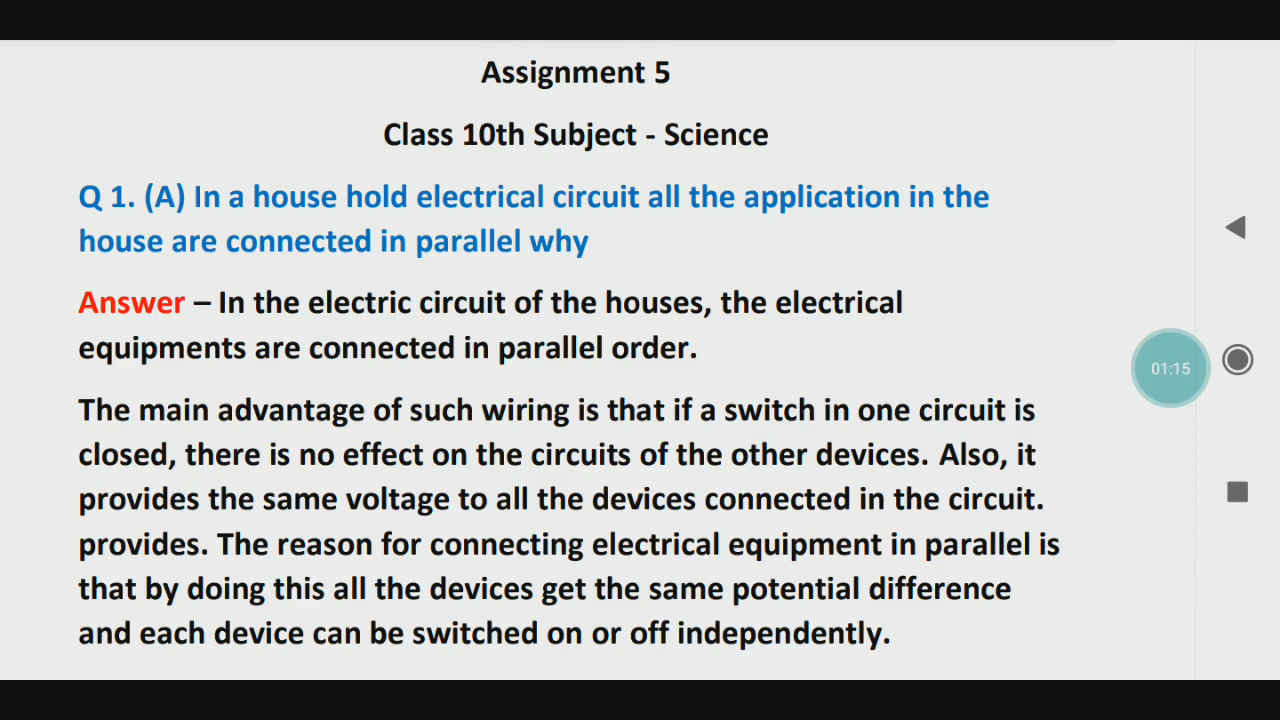 Assignment 5
Class 10th Subject - Science
Q 1. (A) In a house hold electrical circuit all the application in the
house are connected in parallel why
Answer – In the electric circuit of the houses, the electrical
equipments are connected in parallel order.
The main advantage of such wiring is that if a switch in one circuit is
closed, there is no effect on the circuits of the other devices. Also, it
provides the same voltage to all the devices connected in the circuit.
provides. The reason for connecting electrical equipment in parallel is
that by doing this all the devices get the same potential difference
and each device can be switched on or off independently.
01:15